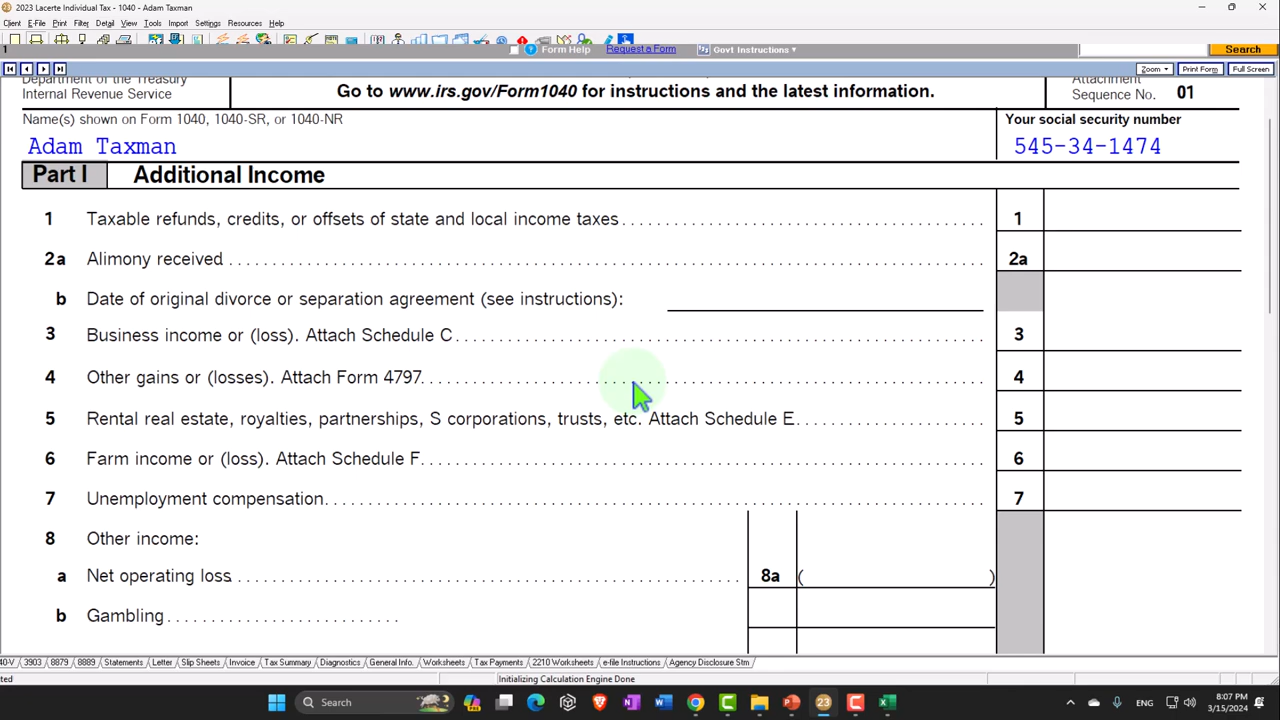 2023 Lacerte Individual Tax - 1040 - Adam Taxman
Client E-File Print Filter Detail View Tools Import Settings Resources Help
1 Form Help Request a Form Govt Instructions Search
Zoom Print Form Full Screen
Department of the Treasury
Internal Revenue Service
Go to www.irs.gov/Form1040 for instructions and the latest information.
Attachment
Sequence No. 01
Name(s) shown on Form 1040, 1040-SR, or 1040-NR
Your social security number
Adam Taxman
545-34-1474
Part I Additional Income
1 Taxable refunds, credits, or offsets of state and local income taxes 1
2a Alimony received 2a
b Date of original divorce or separation agreement (see instructions):
3 Business income or (loss). Attach Schedule C 3
4 Other gains or (losses). Attach Form 4797 4
5 Rental real estate, royalties, partnerships, S corporations, trusts, etc. Attach Schedule E 5
6 Farm income or (loss). Attach Schedule F 6
7 Unemployment compensation 7
8 Other income:
a Net operating loss 8a ( )
b Gambling
40-V 3903 8879 8889 Statements Letter Slip Sheets Invoice Tax Summary Diagnostics General Info. Worksheets Tax Payments 2210 Worksheets e-file Instructions Agency Disclosure Stm
ted Initializing Calculation Engine Done
Search
23
ENG
8:07 PM
3/15/2024